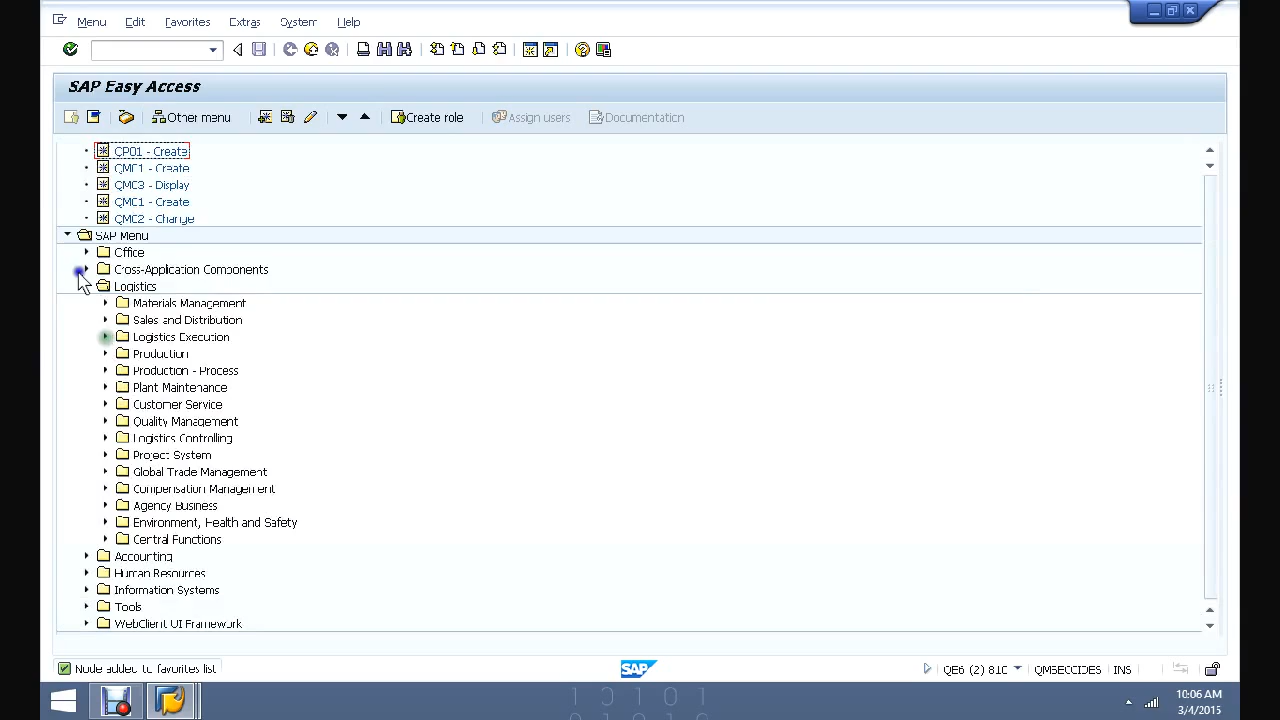 Menu Edit Favorites Extras System Help
SAP Easy Access
Other menu Create role Assign users Documentation
QP01 - Create
QMC1 - Create
QMC3 - Display
QMC1 - Create
QMC2 - Change
SAP Menu
Office
Cross-Application Components
Logistics
Materials Management
Sales and Distribution
Logistics Execution
Production
Production - Process
Plant Maintenance
Customer Service
Quality Management
Logistics Controlling
Project System
Global Trade Management
Compensation Management
Agency Business
Environment, Health and Safety
Central Functions
Accounting
Human Resources
Information Systems
Tools
WebClient UI Framework
Node added to favorites list
SAP
QE6 (2) 810 INS
10:06 AM
3/4/2015